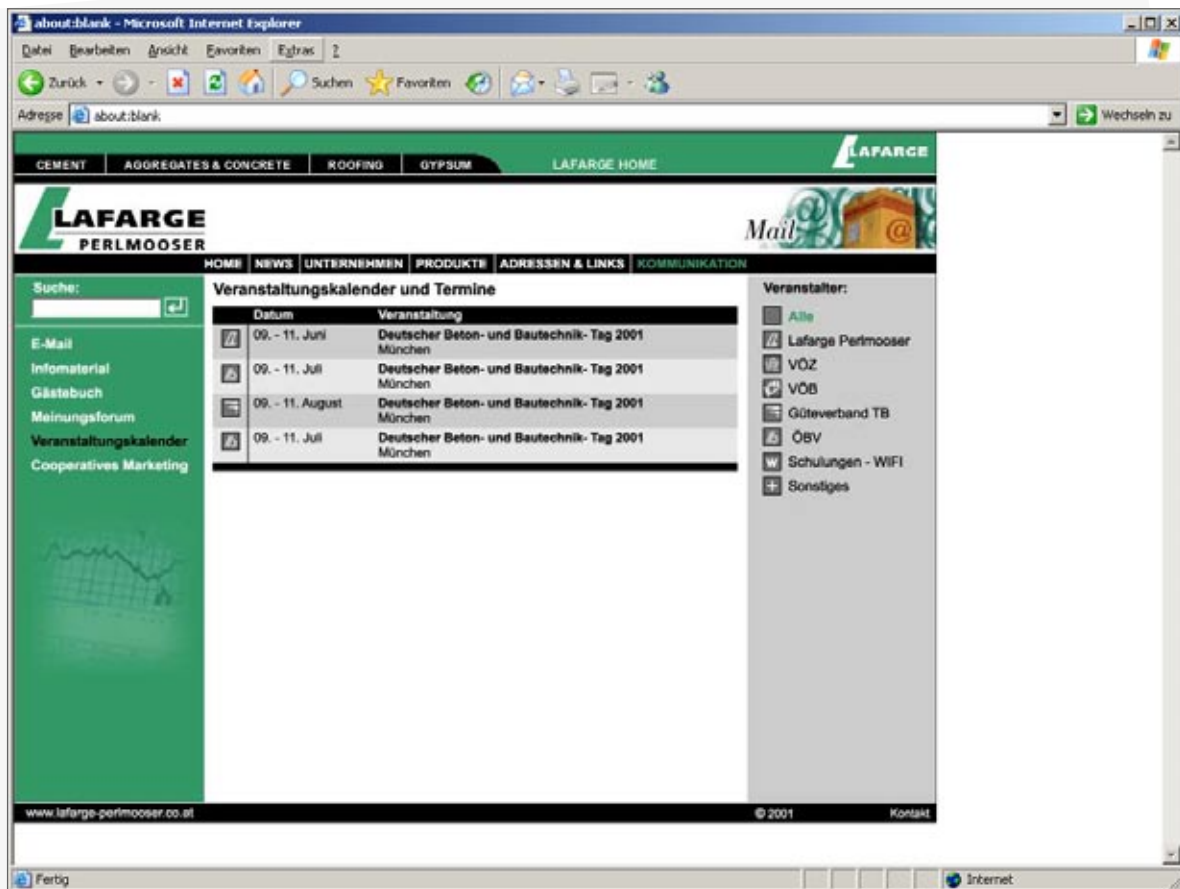 about:blank - Microsoft Internet Explorer
Datei Bearbeiten Ansicht Favoriten Extras ?
Zurück Suchen Favoriten
Adresse about:blank Wechseln zu
CEMENT AGGREGATES & CONCRETE ROOFING GYPSUM LAFARGE HOME LAFARGE
LAFARGE
PERLMOOSER
Mail @ @
HOME NEWS UNTERNEHMEN PRODUKTE ADRESSEN & LINKS KOMMUNIKATION
Suche:
E-Mail
Infomaterial
Gästebuch
Meinungsforum
Veranstaltungskalender
Cooperatives Marketing
Veranstaltungskalender und Termine
Datum Veranstaltung
09. - 11. Juni Deutscher Beton- und Bautechnik- Tag 2001
München
09. - 11. Juli Deutscher Beton- und Bautechnik- Tag 2001
München
09. - 11. August Deutscher Beton- und Bautechnik- Tag 2001
München
09. - 11. Juli Deutscher Beton- und Bautechnik- Tag 2001
München
Veranstalter:
Alle
Lafarge Perlmooser
VÖZ
VÖB
Güteverband TB
ÖBV
W Schulungen - WIFI
Sonstiges
www.lafarge-perlmooser.co.at © 2001 Kontakt
Fertig Internet